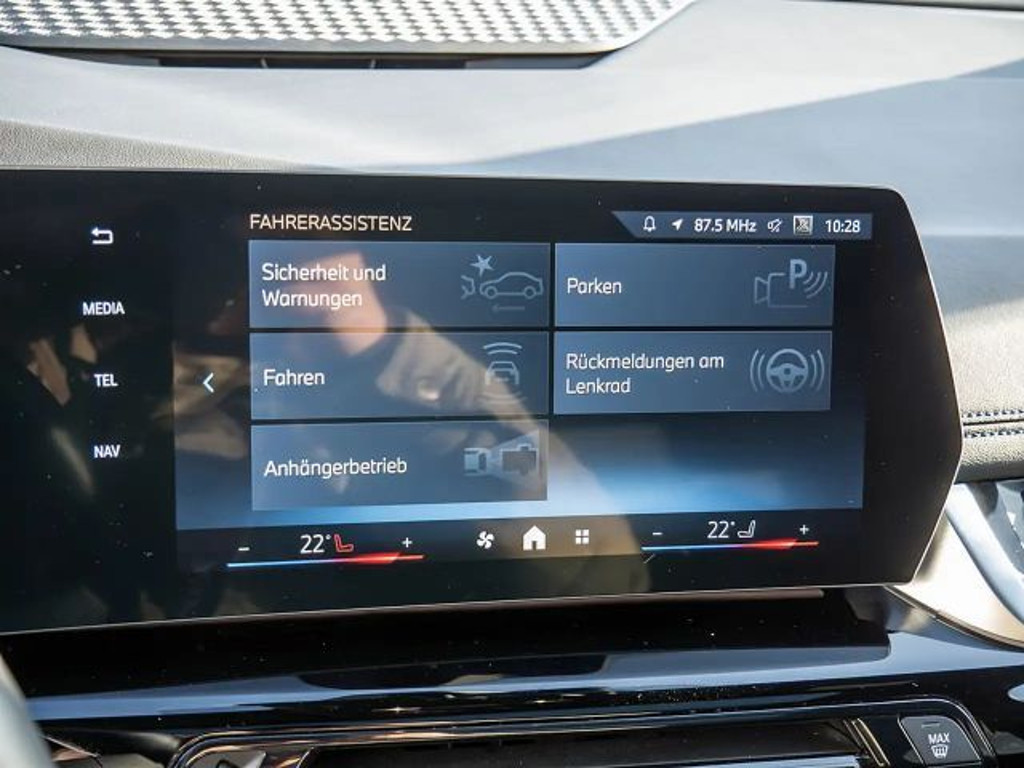 FAHRERASSISTENZ
87.5 MHz 10:28
Sicherheit und
Warnungen
P
Parken
MEDIA
TEL
NAV
Fahren
Rückmeldungen am
Lenkrad
Anhängerbetrieb
− 22° +
− 22° +
MAX